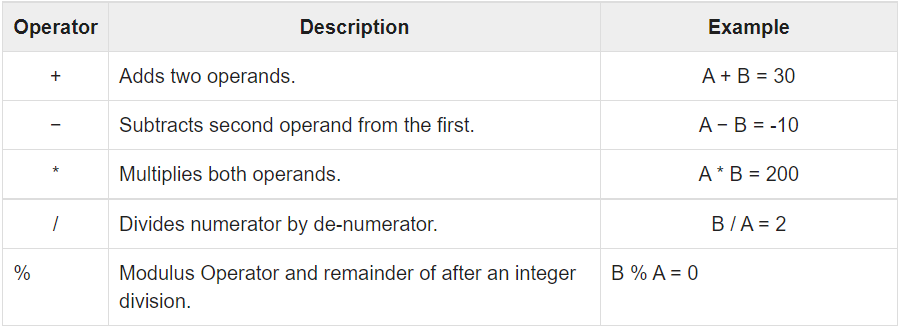 Operator Description Example
+ Adds two operands. A + B = 30
− Subtracts second operand from the first. A − B = -10
* Multiplies both operands. A * B = 200
/ Divides numerator by de-numerator. B / A = 2
% Modulus Operator and remainder of after an integer B % A = 0
division.